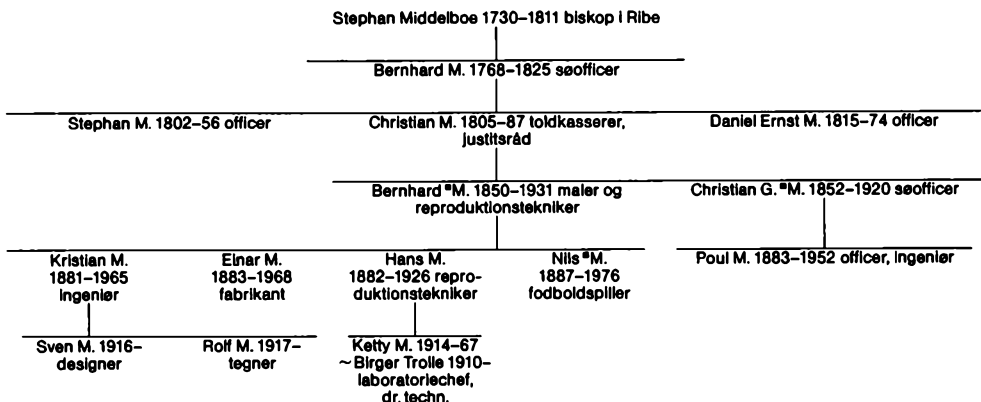 Stephan Middelboe 1730–1811 biskop i Ribe
Bernhard M. 1768–1825 søofficer
Stephan M. 1802–56 officer
Christian M. 1805–87 toldkasserer,
justitsråd
Daniel Ernst M. 1815–74 officer
Bernhard *M. 1850–1931 maler og
reproduktionstekniker
Christian G. *M. 1852–1920 søofficer
Kristian M.
1881–1965
ingeniør
Einar M.
1883–1968
fabrikant
Hans M.
1882–1926 repro-
duktionstekniker
Nils *M.
1887–1976
fodboldspiller
Poul M. 1883–1952 officer, ingeniør
Sven M. 1916–
designer
Rolf M. 1917–
tegner
Ketty M. 1914–67
~Birger Trolle 1910–
laboratoriechef,
dr. techn.